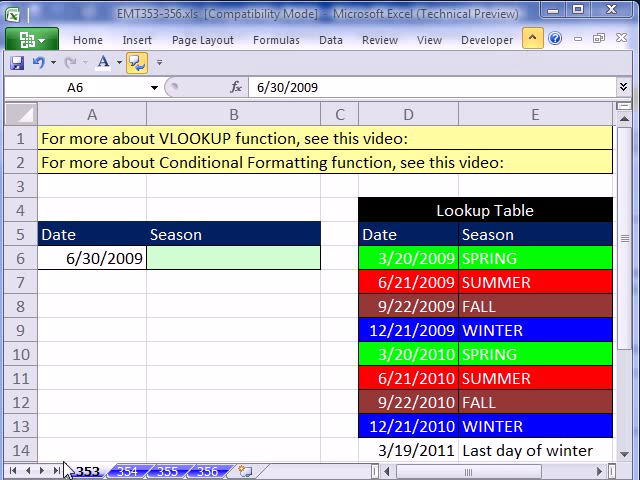 EMT353-356.xls [Compatibility Mode] - Microsoft Excel (Technical Preview)
Home Insert Page Layout Formulas Data Review View Developer
A6 fx 6/30/2009
A B C D E
1 For more about VLOOKUP function, see this video:
2 For more about Conditional Formatting function, see this video:
3
4 Lookup Table
5 Date Season Date Season
6 6/30/2009 3/20/2009 SPRING
7 6/21/2009 SUMMER
8 9/22/2009 FALL
9 12/21/2009 WINTER
10 3/20/2010 SPRING
11 6/21/2010 SUMMER
12 9/22/2010 FALL
13 12/21/2010 WINTER
14 3/19/2011 Last day of winter
353 354 355 356